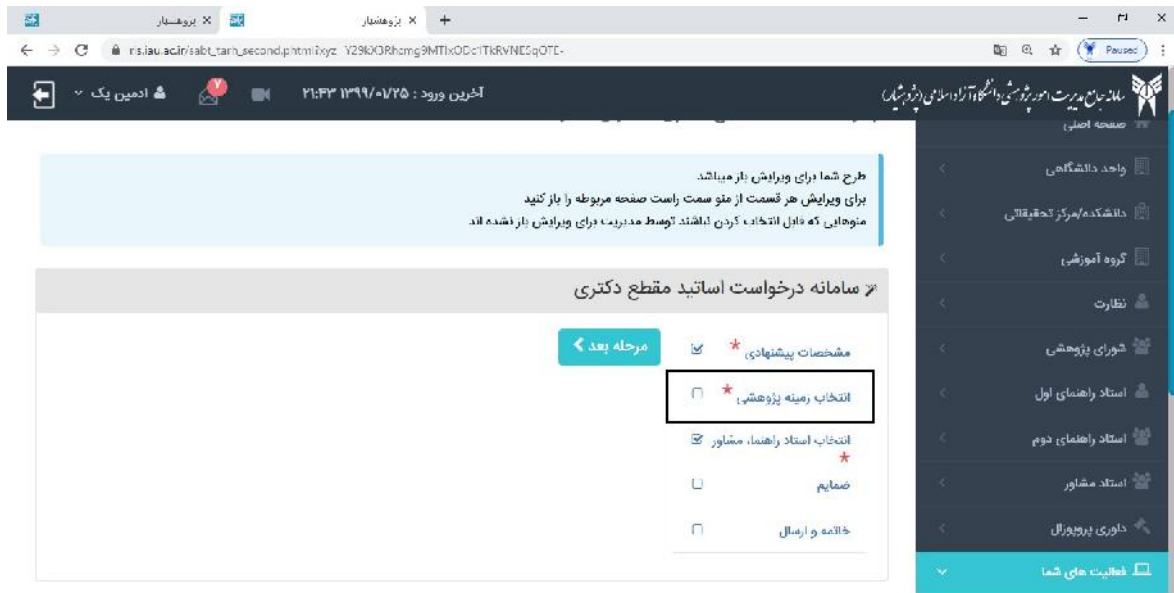 پژوهشیار
پژوهشیار
ris.iau.ac.ir/sabt_tarh_second.phtml?
Paused
سامانه جامع مدیریت امور پژوهشی دانشگاه آزاد اسلامی (پژوهشیار)
آخرین ورود : ۱۳۹۹/۰۱/۲۵ ۲۱:۴۳
۷
ادمین یک
صفحه اصلی
واحد دانشگاهی
دانشکده/مرکز تحقیقاتی
گروه آموزشی
نظارت
شورای پژوهشی
استاد راهنمای اول
استاد راهنمای دوم
استاد مشاور
داوری پروپوزال
فعالیت های شما
طرح شما برای ویرایش باز میباشد
برای ویرایش هر قسمت از منو سمت راست صفحه مربوطه را باز کنید
منوهایی که قابل انتخاب کردن نباشند توسط مدیریت برای ویرایش باز نشده اند
سامانه درخواست اساتید مقطع دکتری
مشخصات پیشنهادی *
مرحله بعد
انتخاب زمینه پژوهشی *
انتخاب استاد راهنما، مشاور
*
ضمایم
خاتمه و ارسال